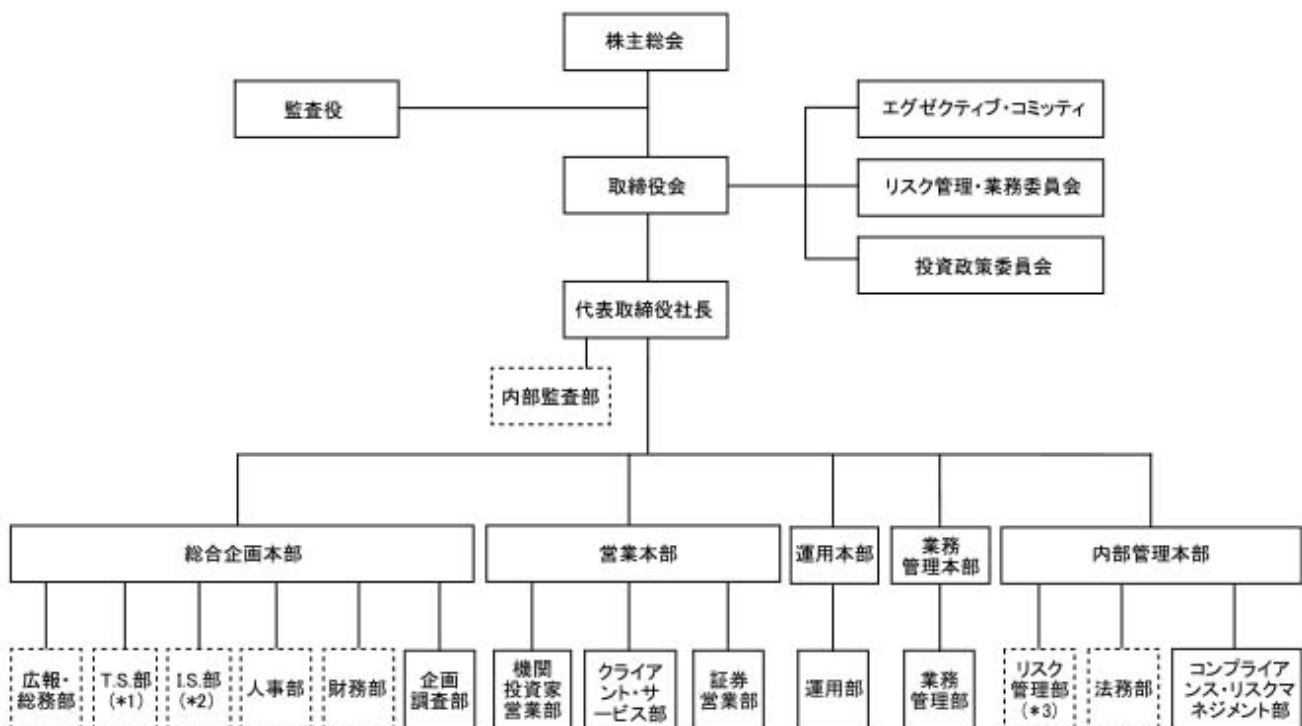 株主総会
監査役
エグゼクティブ・コミッティ
取締役会
リスク管理・業務委員会
投資政策委員会
代表取締役社長
内部監査部
総合企画本部
営業本部
運用本部
業務
管理本部
内部管理本部
広報・
総務部
T.S.部
(*1)
I.S.部
(*2)
人事部
財務部
企画
調査部
機関
投資家
営業部
クライア
ント・サ
ービス部
証券
営業部
運用部
業務
管理部
リスク
管理部
(*3)
法務部
コンプライア
ンス・リスクマ
ネジメント部